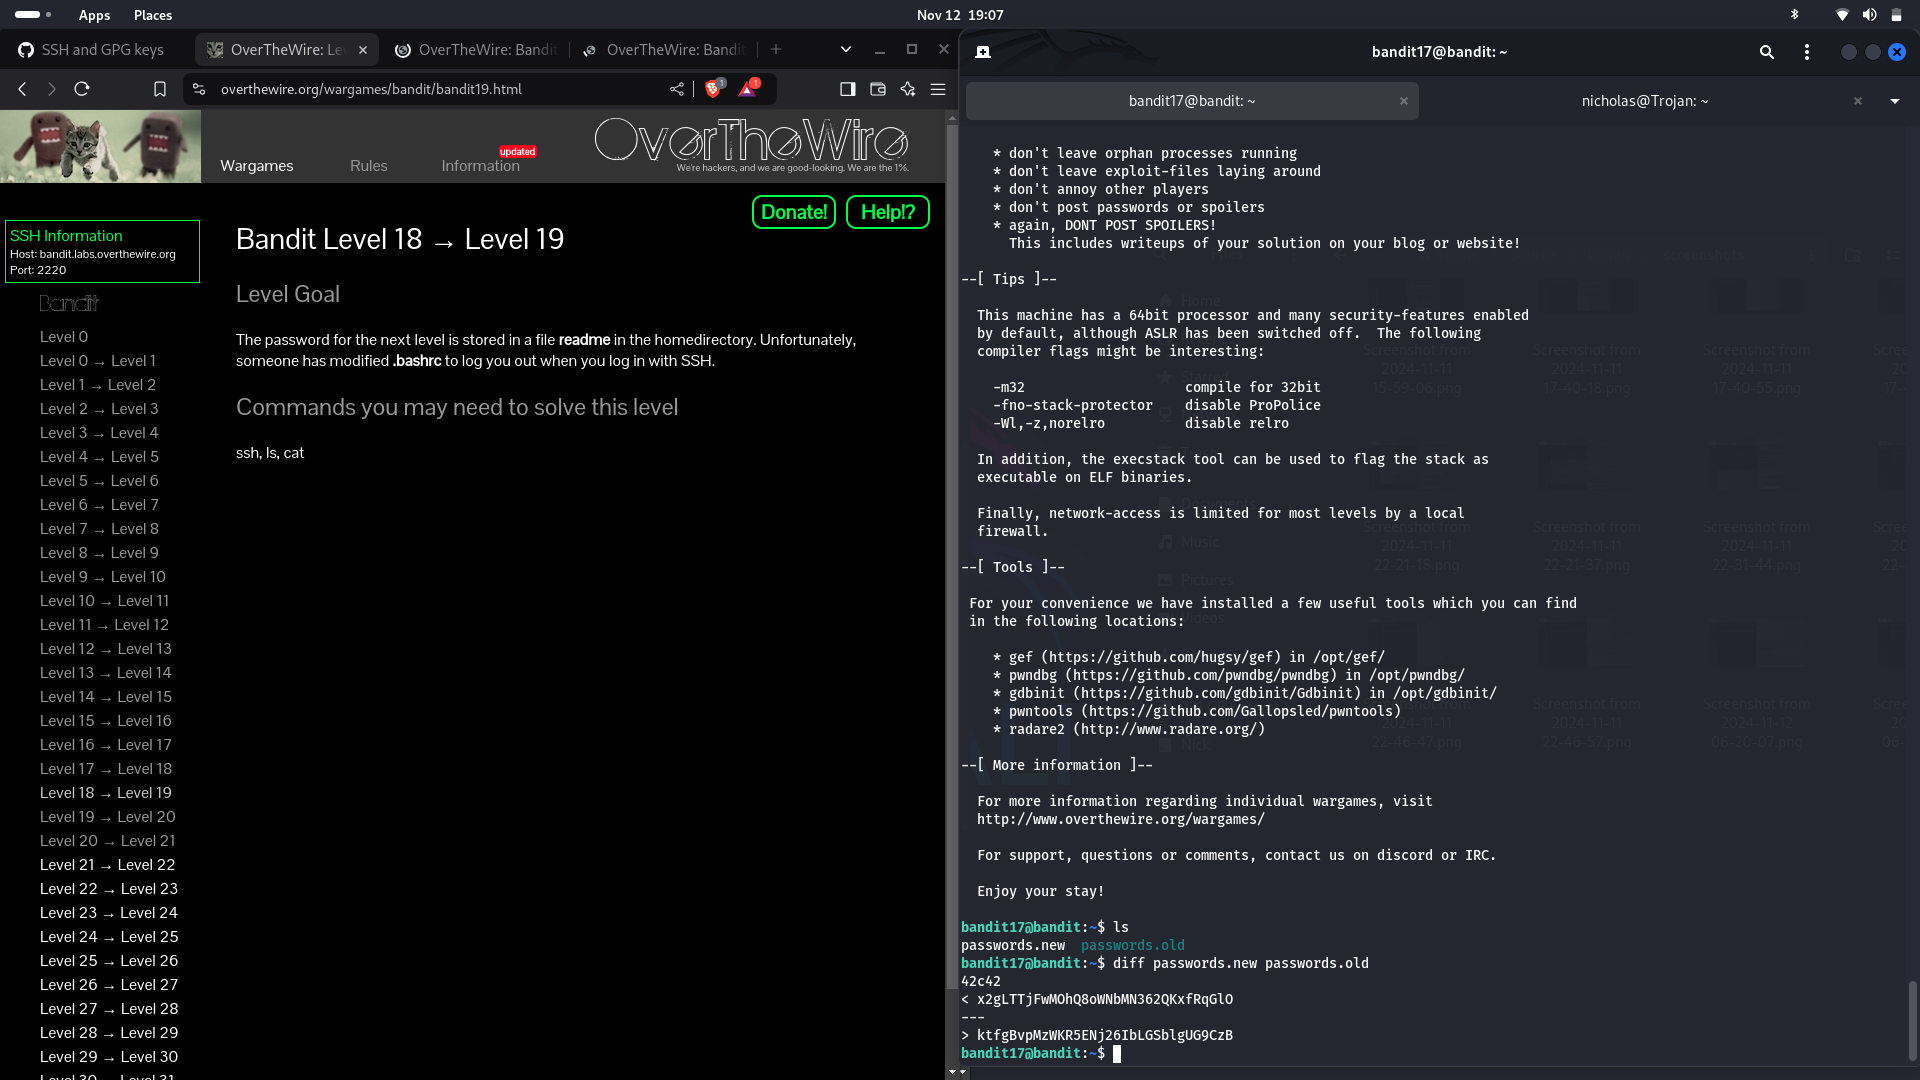 Apps Places
Nov 12 19:07
SSH and GPG keys
OverTheWire: Le
OverTheWire: Bandit
OverTheWire: Bandit
overthewire.org/wargames/bandit/bandit19.html
1
1
Wargames
Rules
Information
updated
OverTheWire
We're hackers, and we are good-looking. We are the 1%.
Donate!
Help!?
SSH Information
Host: bandit.labs.overthewire.org
Port: 2220
Bandit
Level 0
Level 0 → Level 1
Level 1 → Level 2
Level 2 → Level 3
Level 3 → Level 4
Level 4 → Level 5
Level 5 → Level 6
Level 6 → Level 7
Level 7 → Level 8
Level 8 → Level 9
Level 9 → Level 10
Level 10 → Level 11
Level 11 → Level 12
Level 12 → Level 13
Level 13 → Level 14
Level 14 → Level 15
Level 15 → Level 16
Level 16 → Level 17
Level 17 → Level 18
Level 18 → Level 19
Level 19 → Level 20
Level 20 → Level 21
Level 21 → Level 22
Level 22 → Level 23
Level 23 → Level 24
Level 24 → Level 25
Level 25 → Level 26
Level 26 → Level 27
Level 27 → Level 28
Level 28 → Level 29
Level 29 → Level 30
Level 30 → Level 31
Bandit Level 18 → Level 19
Level Goal
The password for the next level is stored in a file readme in the homedirectory. Unfortunately,
someone has modified .bashrc to log you out when you log in with SSH.
Commands you may need to solve this level
ssh, ls, cat
bandit17@bandit: ~
bandit17@bandit: ~
nicholas@Trojan: ~
* don't leave orphan processes running
* don't leave exploit-files laying around
* don't annoy other players
* don't post passwords or spoilers
* again, DONT POST SPOILERS!
This includes writeups of your solution on your blog or website!
--[ Tips ]--
This machine has a 64bit processor and many security-features enabled
by default, although ASLR has been switched off.  The following
compiler flags might be interesting:
-m32 compile for 32bit
-fno-stack-protector disable ProPolice
-Wl,-z,norelro disable relro
In addition, the execstack tool can be used to flag the stack as
executable on ELF binaries.
Finally, network-access is limited for most levels by a local
firewall.
--[ Tools ]--
For your convenience we have installed a few useful tools which you can find
in the following locations:
* gef (https://github.com/hugsy/gef) in /opt/gef/
* pwndbg (https://github.com/pwndbg/pwndbg) in /opt/pwndbg/
* gdbinit (https://github.com/gdbinit/Gdbinit) in /opt/gdbinit/
* pwntools (https://github.com/Gallopsled/pwntools)
* radare2 (http://www.radare.org/)
--[ More information ]--
For more information regarding individual wargames, visit
http://www.overthewire.org/wargames/
For support, questions or comments, contact us on discord or IRC.
Enjoy your stay!
bandit17@bandit:~$ ls
passwords.new  passwords.old
bandit17@bandit:~$ diff passwords.new passwords.old
42c42
< x2gLTTjFwMOhQ8oWNbMN362QKxfRqGlO
---
> ktfgBvpMzWKR5ENj26IbLGSblgUG9CzB
bandit17@bandit:~$